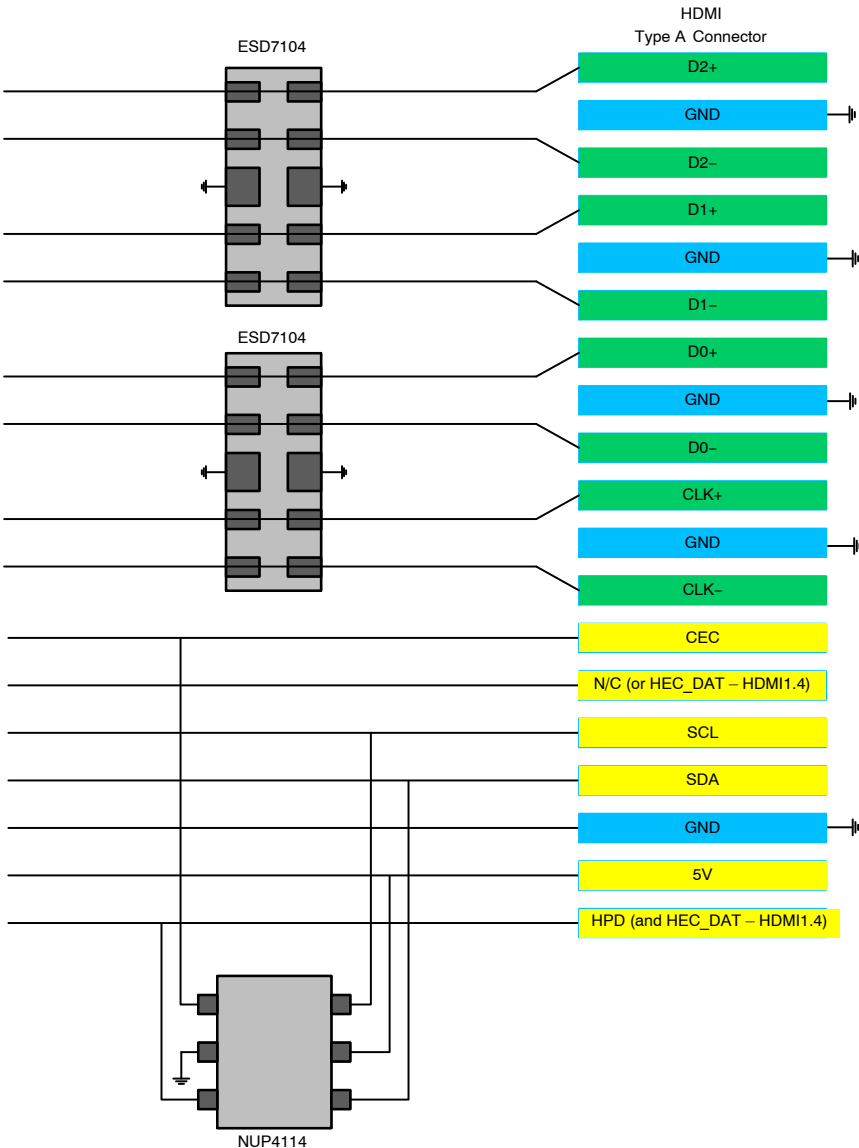 HDMI
Type A Connector
ESD7104
D2+
GND
D2–
D1+
GND
D1–
ESD7104
D0+
GND
D0–
CLK+
GND
CLK–
CEC
N/C (or HEC_DAT – HDMI1.4)
SCL
SDA
GND
5V
HPD (and HEC_DAT – HDMI1.4)
NUP4114